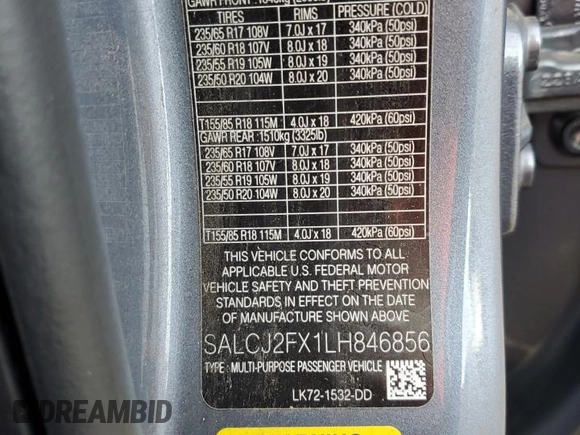 TIRES RIMS PRESSURE (COLD)
235/65 R17 108V 7.0J x 17 340kPa (50psi)
235/60 R18 107V 8.0J x 18 340kPa (50psi)
235/55 R19 105W 8.0J x 19 340kPa (50psi)
235/50 R20 104W 8.0J x 20 340kPa (50psi)
T155/85 R18 115M 4.0J x 18 420kPa (60psi)
GAWR REAR :1510kg (3325lb)
235/65 R17 108V 7.0J x 17 340kPa (50psi)
235/60 R18 107V 8.0J x 18 340kPa (50psi)
235/55 R19 105W 8.0J x 19 340kPa (50psi)
235/50 R20 104W 8.0J x 20 340kPa (50psi)
T155/85 R18 115M 4.0J x 18 420kPa (60psi)
THIS VEHICLE CONFORMS TO ALL
APPLICABLE U.S. FEDERAL MOTOR
VEHICLE SAFETY AND THEFT PREVENTION
STANDARDS IN EFFECT ON THE DATE
OF MANUFACTURE SHOWN ABOVE
SALCJ2FX1LH846856
TYPE : MULTI-PURPOSE PASSENGER VEHICLE
LK72-1532-DD
DREAMBID